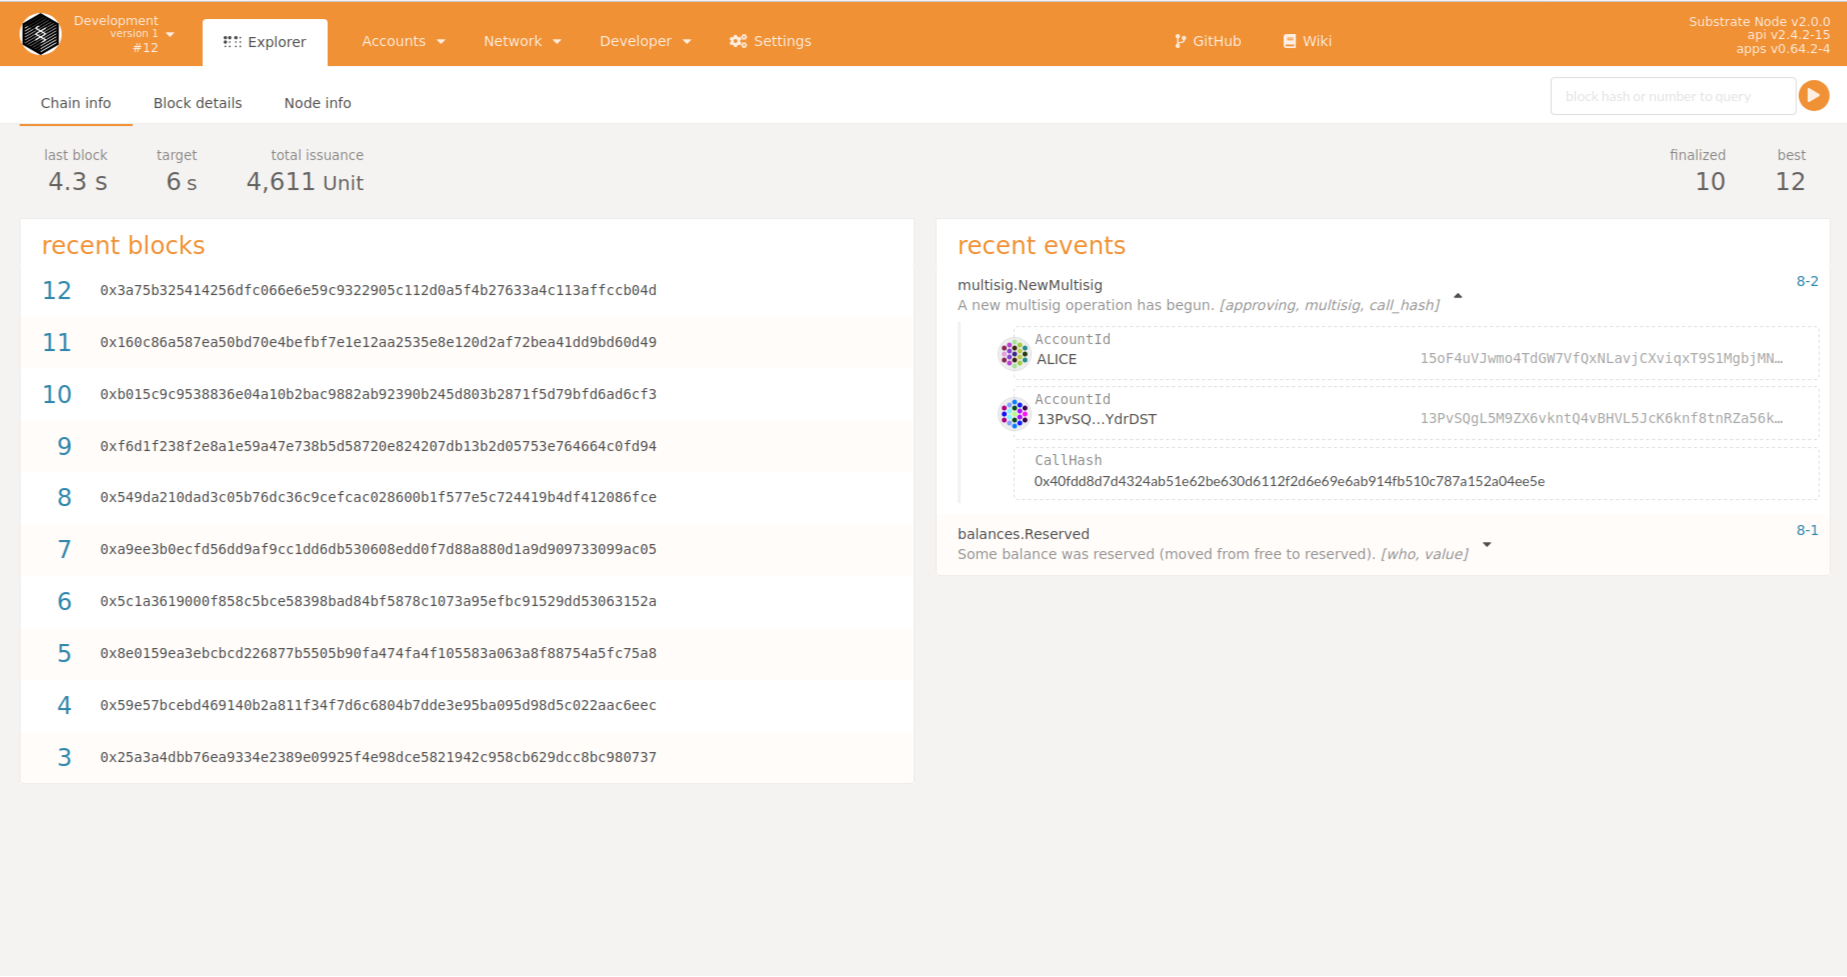 Development
version 1
#12
Explorer
Accounts
Network
Developer
Settings
GitHub
Wiki
Substrate Node v2.0.0
api v2.4.2-15
apps v0.64.2-4
Chain info
Block details
Node info
block hash or number to query
last block
4.3 s
target
6 s
total issuance
4,611 Unit
finalized
10
best
12
recent blocks
12 0x3a75b325414256dfc066e6e59c9322905c112d0a5f4b27633a4c113affccb04d
11 0x160c86a587ea50bd70e4befbf7e1e12aa2535e8e120d2af72bea41dd9bd60d49
10 0xb015c9c9538836e04a10b2bac9882ab92390b245d803b2871f5d79bfd6ad6cf3
9 0xf6d1f238f2e8a1e59a47e738b5d58720e824207db13b2d05753e764664c0fd94
8 0x549da210dad3c05b76dc36c9cefcac028600b1f577e5c724419b4df412086fce
7 0xa9ee3b0ecfd56dd9af9cc1dd6db530608edd0f7d88a880d1a9d909733099ac05
6 0x5c1a3619000f858c5bce58398bad84bf5878c1073a95efbc91529dd53063152a
5 0x8e0159ea3ebcbcd226877b5505b90fa474fa4f105583a063a8f88754a5fc75a8
4 0x59e57bcebd469140b2a811f34f7d6c6804b7dde3e95ba095d98d5c022aac6eec
3 0x25a3a4dbb76ea9334e2389e09925f4e98dce5821942c958cb629dcc8bc980737
recent events
multisig.NewMultisig
8-2
A new multisig operation has begun. [approving, multisig, call_hash]
AccountId
ALICE 15oF4uVJwmo4TdGW7VfQxNLavjCXviqxT9S1MgbjMN…
AccountId
13PvSQ…YdrDST 13PvSQgL5M9ZX6vkntQ4vBHVL5JcK6knf8tnRZa56k…
CallHash
0x40fdd8d7d4324ab51e62be630d6112f2d6e69e6ab914fb510c787a152a04ee5e
balances.Reserved
8-1
Some balance was reserved (moved from free to reserved). [who, value]